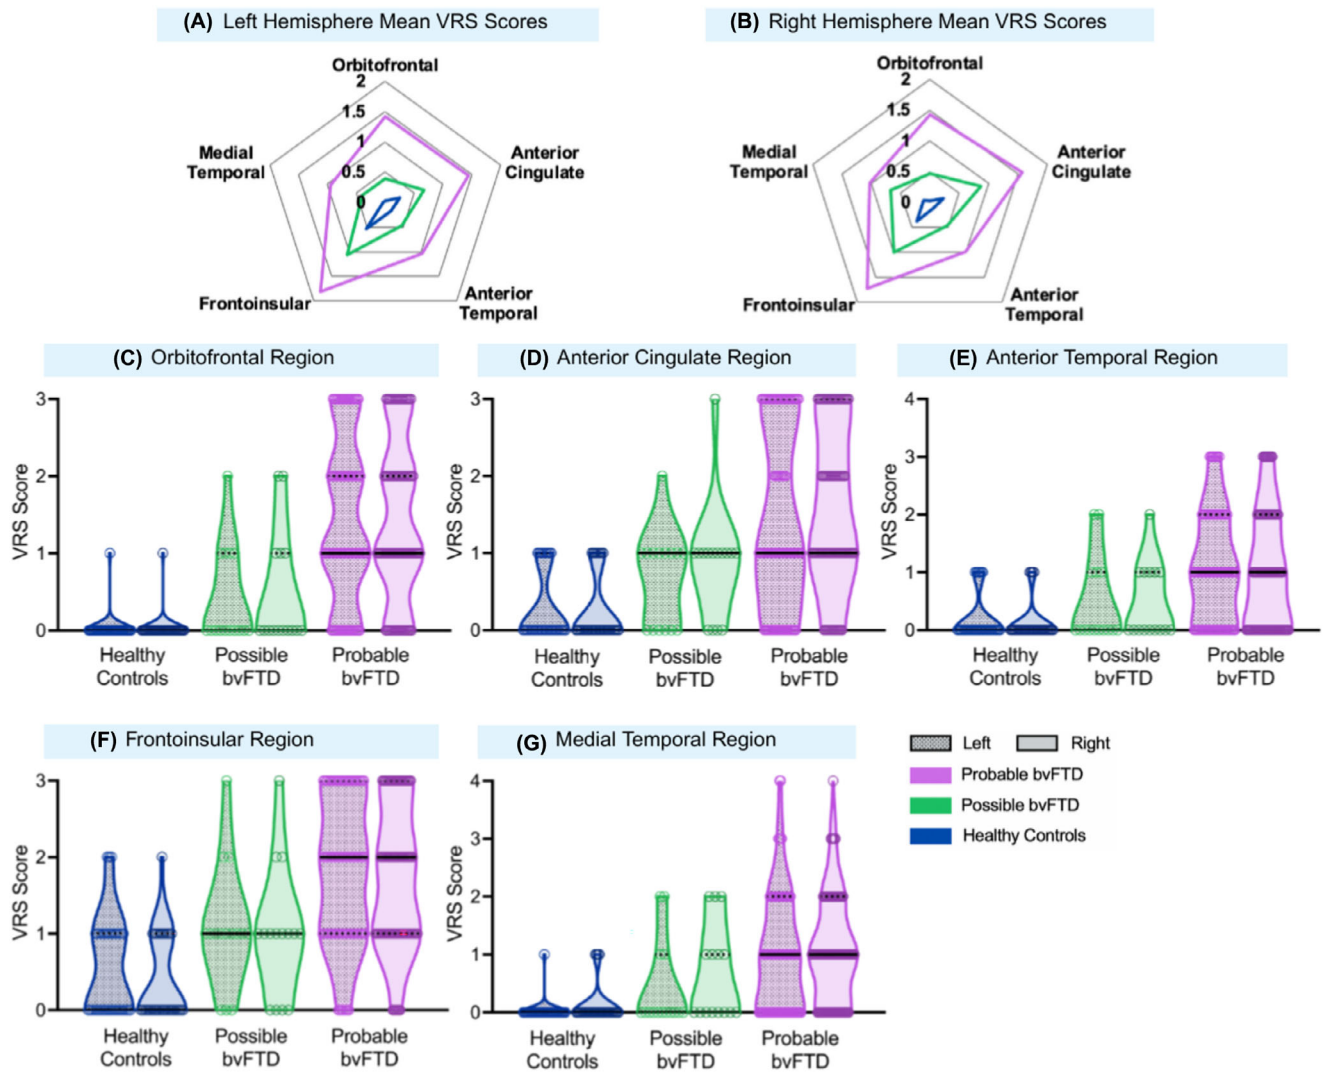 (A) Left Hemisphere Mean VRS Scores
Orbitofrontal
2
1.5
1
0.5
0
Medial
Temporal
Anterior
Cingulate
Frontoinsular
Anterior
Temporal
(B) Right Hemisphere Mean VRS Scores
Orbitofrontal
2
1.5
1
0.5
0
Medial
Temporal
Anterior
Cingulate
Frontoinsular
Anterior
Temporal
(C) Orbitofrontal Region
VRS Score
3
2
1
0
Healthy
Controls
Possible
bvFTD
Probable
bvFTD
(D) Anterior Cingulate Region
VRS Score
3
2
1
0
Healthy
Controls
Possible
bvFTD
Probable
bvFTD
(E) Anterior Temporal Region
VRS Score
4
3
2
1
0
Healthy
Controls
Possible
bvFTD
Probable
bvFTD
(F) Frontoinsular Region
VRS Score
3
2
1
0
Healthy
Controls
Possible
bvFTD
Probable
bvFTD
(G) Medial Temporal Region
VRS Score
4
3
2
1
0
Healthy
Controls
Possible
bvFTD
Probable
bvFTD
Left Right
Probable bvFTD
Possible bvFTD
Healthy Controls